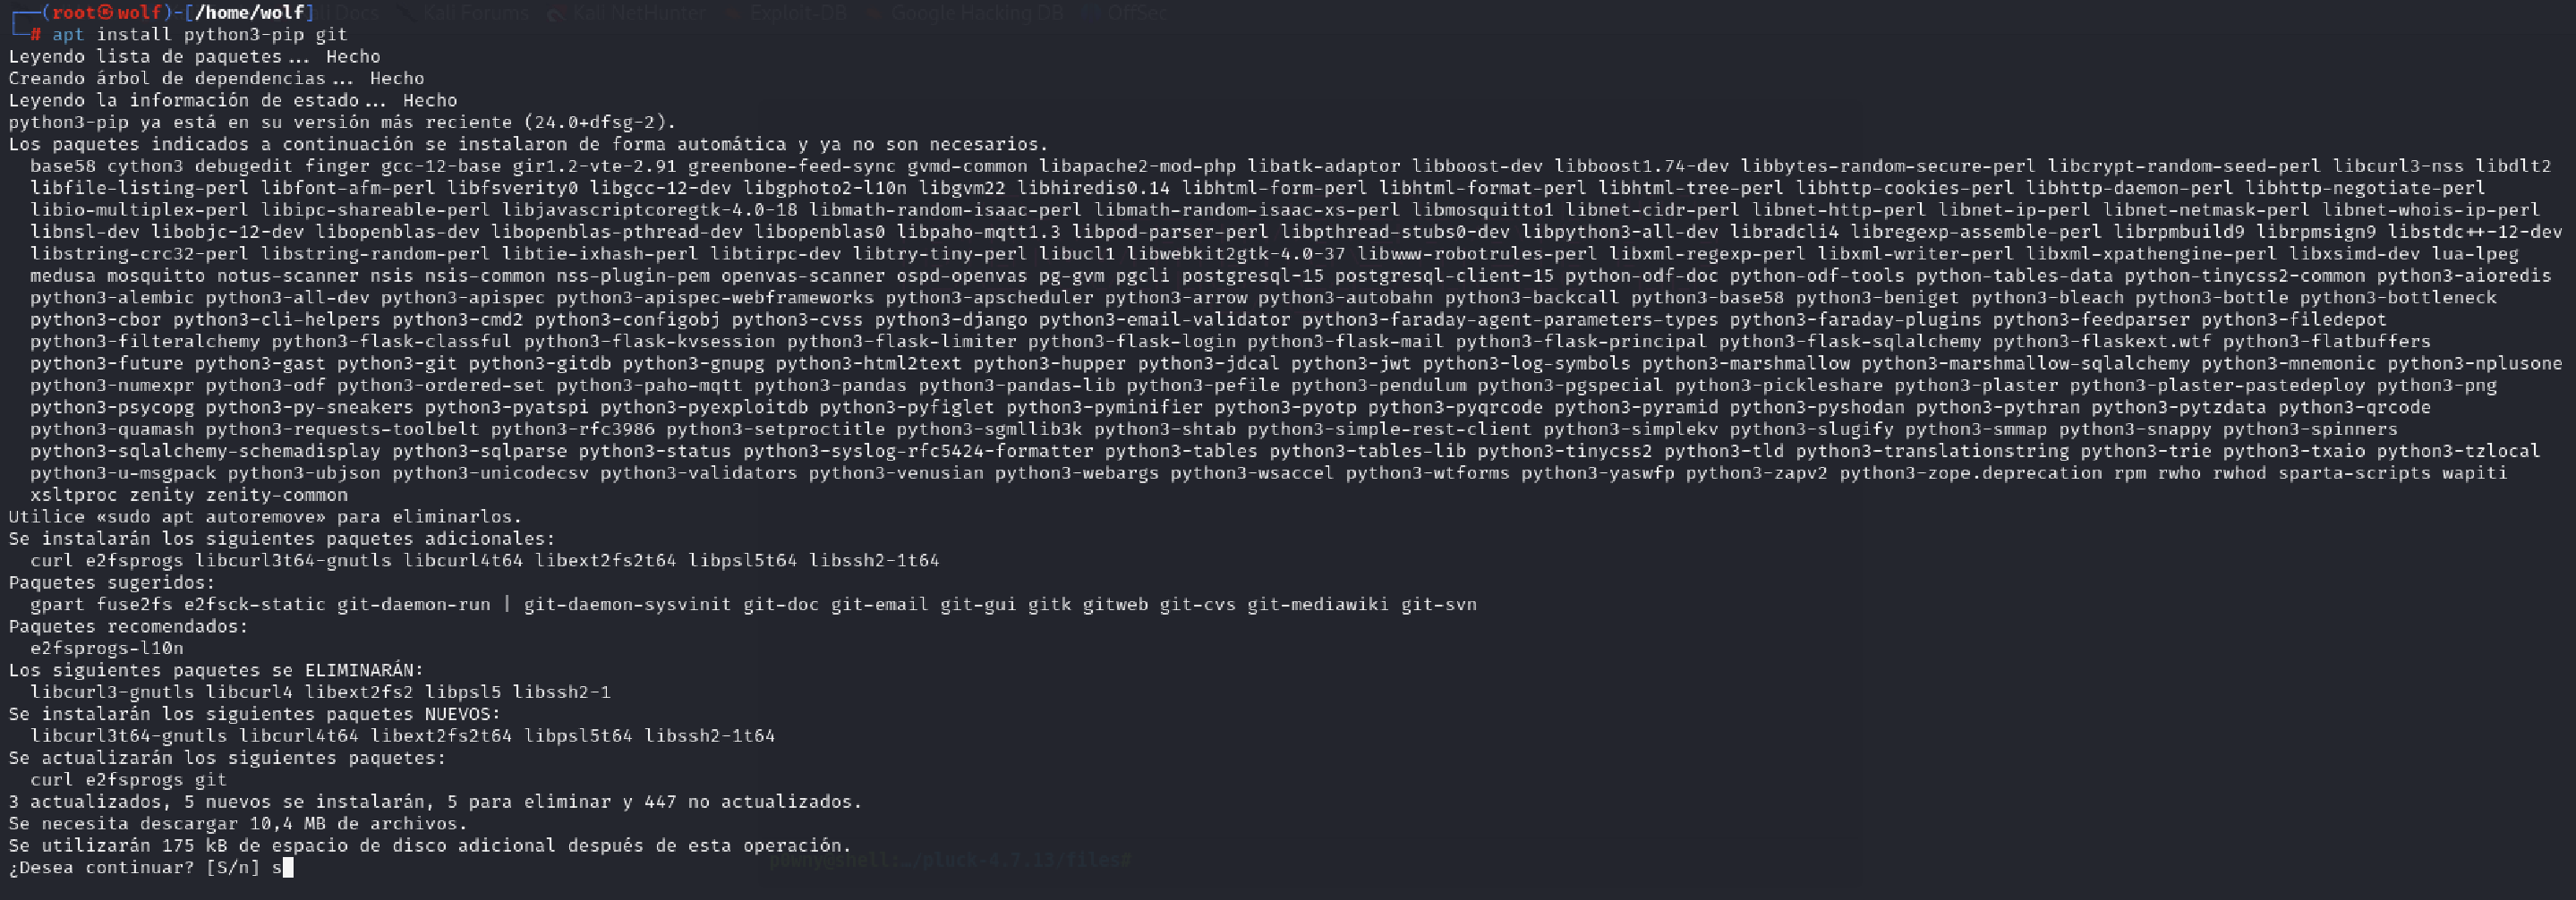 ll Docs Kali Forums Kali NetHunter Exploit-DB Google Hacking DB OffSec
┌──(root㉿wolf)-[/home/wolf]
└─# apt install python3-pip git
Leyendo lista de paquetes... Hecho
Creando árbol de dependencias... Hecho
Leyendo la información de estado... Hecho
python3-pip ya está en su versión más reciente (24.0+dfsg-2).
Los paquetes indicados a continuación se instalaron de forma automática y ya no son necesarios.
base58 cython3 debugedit finger gcc-12-base gir1.2-vte-2.91 greenbone-feed-sync gvmd-common libapache2-mod-php libatk-adaptor libboost-dev libboost1.74-dev libbytes-random-secure-perl libcrypt-random-seed-perl libcurl3-nss libdlt2
libfile-listing-perl libfont-afm-perl libfsverity0 libgcc-12-dev libgphoto2-l10n libgvm22 libhiredis0.14 libhtml-form-perl libhtml-format-perl libhtml-tree-perl libhttp-cookies-perl libhttp-daemon-perl libhttp-negotiate-perl
libio-multiplex-perl libipc-shareable-perl libjavascriptcoregtk-4.0-18 libmath-random-isaac-perl libmath-random-isaac-xs-perl libmosquitto1 libnet-cidr-perl libnet-http-perl libnet-ip-perl libnet-netmask-perl libnet-whois-ip-perl
libnsl-dev libobjc-12-dev libopenblas-dev libopenblas-pthread-dev libopenblas0 libpaho-mqtt1.3 libpod-parser-perl libpthread-stubs0-dev libpython3-all-dev libradcli4 libregexp-assemble-perl librpmbuild9 librpmsign9 libstdc++-12-dev
libstring-crc32-perl libstring-random-perl libtie-ixhash-perl libtirpc-dev libtry-tiny-perl libucl1 libwebkit2gtk-4.0-37 libwww-robotrules-perl libxml-regexp-perl libxml-writer-perl libxml-xpathengine-perl libxsimd-dev lua-lpeg
medusa mosquitto notus-scanner nsis nsis-common nss-plugin-pem openvas-scanner ospd-openvas pg-gvm pgcli postgresql-15 postgresql-client-15 python-odf-doc python-odf-tools python-tables-data python-tinycss2-common python3-aioredis
python3-alembic python3-all-dev python3-apispec python3-apispec-webframeworks python3-apscheduler python3-arrow python3-autobahn python3-backcall python3-base58 python3-beniget python3-bleach python3-bottle python3-bottleneck
python3-cbor python3-cli-helpers python3-cmd2 python3-configobj python3-cvss python3-django python3-email-validator python3-faraday-agent-parameters-types python3-faraday-plugins python3-feedparser python3-filedepot
python3-filteralchemy python3-flask-classful python3-flask-kvsession python3-flask-limiter python3-flask-login python3-flask-mail python3-flask-principal python3-flask-sqlalchemy python3-flaskext.wtf python3-flatbuffers
python3-future python3-gast python3-git python3-gitdb python3-gnupg python3-html2text python3-hupper python3-jdcal python3-jwt python3-log-symbols python3-marshmallow python3-marshmallow-sqlalchemy python3-mnemonic python3-nplusone
python3-numexpr python3-odf python3-ordered-set python3-paho-mqtt python3-pandas python3-pandas-lib python3-pefile python3-pendulum python3-pgspecial python3-pickleshare python3-plaster python3-plaster-pastedeploy python3-png
python3-psycopg python3-py-sneakers python3-pyatspi python3-pyexploitdb python3-pyfiglet python3-pyminifier python3-pyotp python3-pyqrcode python3-pyramid python3-pyshodan python3-pythran python3-pytzdata python3-qrcode
python3-quamash python3-requests-toolbelt python3-rfc3986 python3-setproctitle python3-sgmllib3k python3-shtab python3-simple-rest-client python3-simplekv python3-slugify python3-smmap python3-snappy python3-spinners
python3-sqlalchemy-schemadisplay python3-sqlparse python3-status python3-syslog-rfc5424-formatter python3-tables python3-tables-lib python3-tinycss2 python3-tld python3-translationstring python3-trie python3-txaio python3-tzlocal
python3-u-msgpack python3-ubjson python3-unicodecsv python3-validators python3-venusian python3-webargs python3-wsaccel python3-wtforms python3-yaswfp python3-zapv2 python3-zope.deprecation rpm rwho rwhod sparta-scripts wapiti
xsltproc zenity zenity-common
Utilice «sudo apt autoremove» para eliminarlos.
Se instalarán los siguientes paquetes adicionales:
curl e2fsprogs libcurl3t64-gnutls libcurl4t64 libext2fs2t64 libpsl5t64 libssh2-1t64
Paquetes sugeridos:
gpart fuse2fs e2fsck-static git-daemon-run | git-daemon-sysvinit git-doc git-email git-gui gitk gitweb git-cvs git-mediawiki git-svn
Paquetes recomendados:
e2fsprogs-l10n
Los siguientes paquetes se ELIMINARÁN:
libcurl3-gnutls libcurl4 libext2fs2 libpsl5 libssh2-1
Se instalarán los siguientes paquetes NUEVOS:
libcurl3t64-gnutls libcurl4t64 libext2fs2t64 libpsl5t64 libssh2-1t64
Se actualizarán los siguientes paquetes:
curl e2fsprogs git
3 actualizados, 5 nuevos se instalarán, 5 para eliminar y 447 no actualizados.
Se necesita descargar 10,4 MB de archivos.
Se utilizarán 175 kB de espacio de disco adicional después de esta operación.
¿Desea continuar? [S/n] s
p0wny@shell:…/pluck-4.7.13/files#